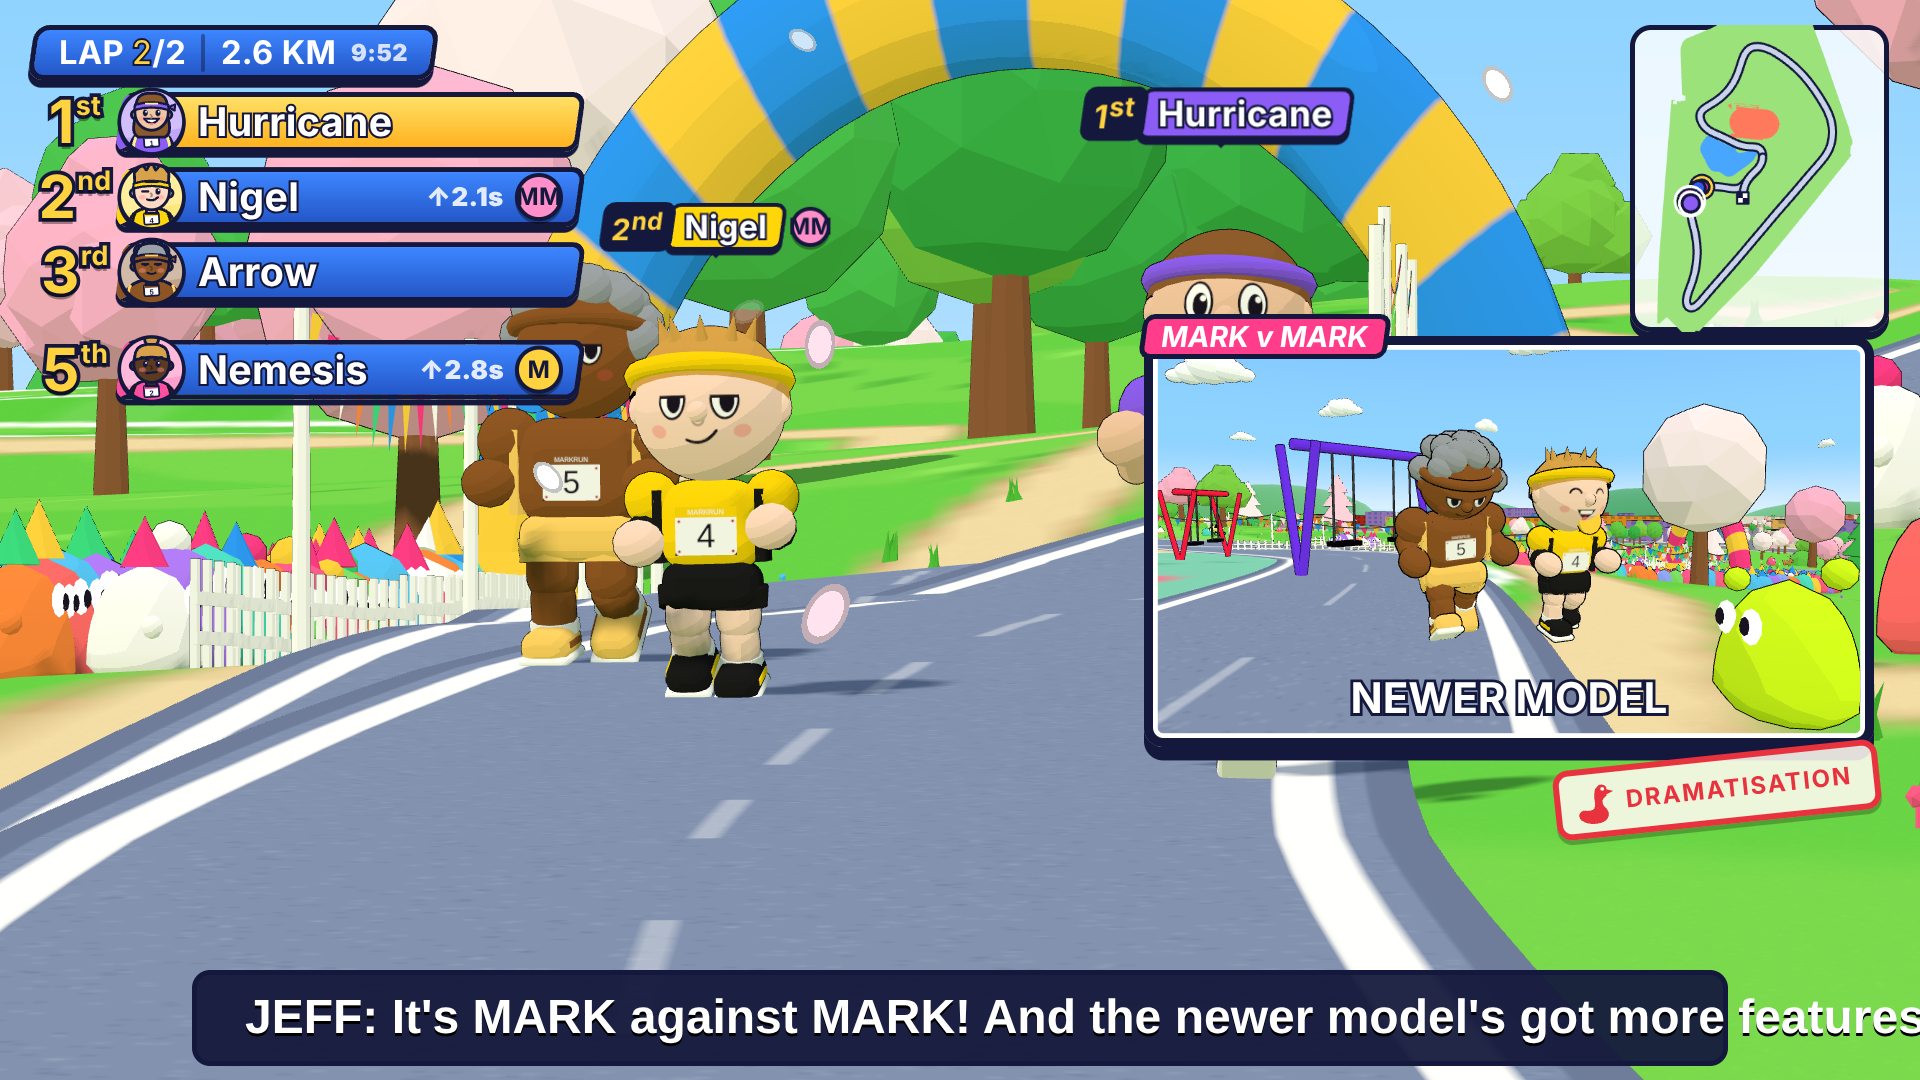 LAP 2/2 2.6 KM 9:52
1st Hurricane
2nd Nigel ↑2.1s MM
3rd Arrow
5th Nemesis ↑2.8s M
1st Hurricane
2nd Nigel MM
MARKRUN
5
MARKRUN
4
MARK v MARK
5
4
NEWER MODEL
DRAMATISATION
JEFF: It's MARK against MARK! And the newer model's got more features